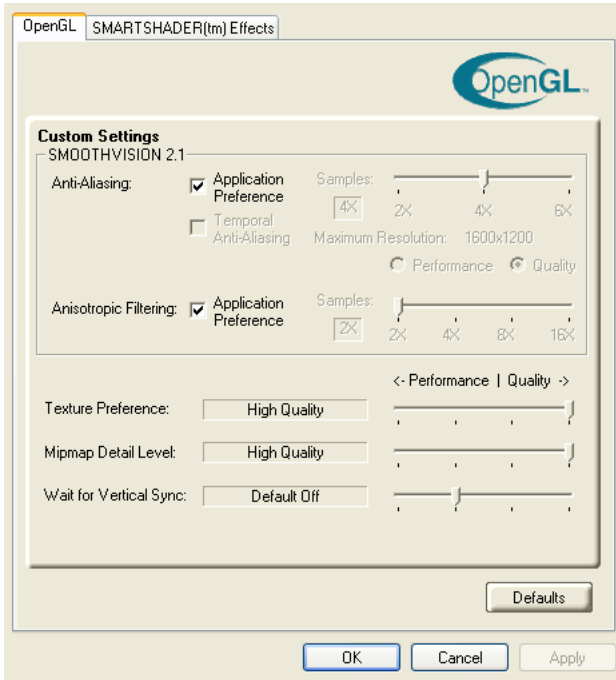 OpenGL SMARTSHADER(tm) Effects
OpenGL™
Custom Settings
SMOOTHVISION 2.1
Anti-Aliasing: Application Preference Samples:
4X 2X 4X 6X
Temporal Anti-Aliasing Maximum Resolution: 1600x1200
Performance Quality
Anisotropic Filtering: Application Preference Samples:
2X 2X 4X 8X 16X
<- Performance | Quality ->
Texture Preference: High Quality
Mipmap Detail Level: High Quality
Wait for Vertical Sync: Default Off
Defaults
OK Cancel Apply